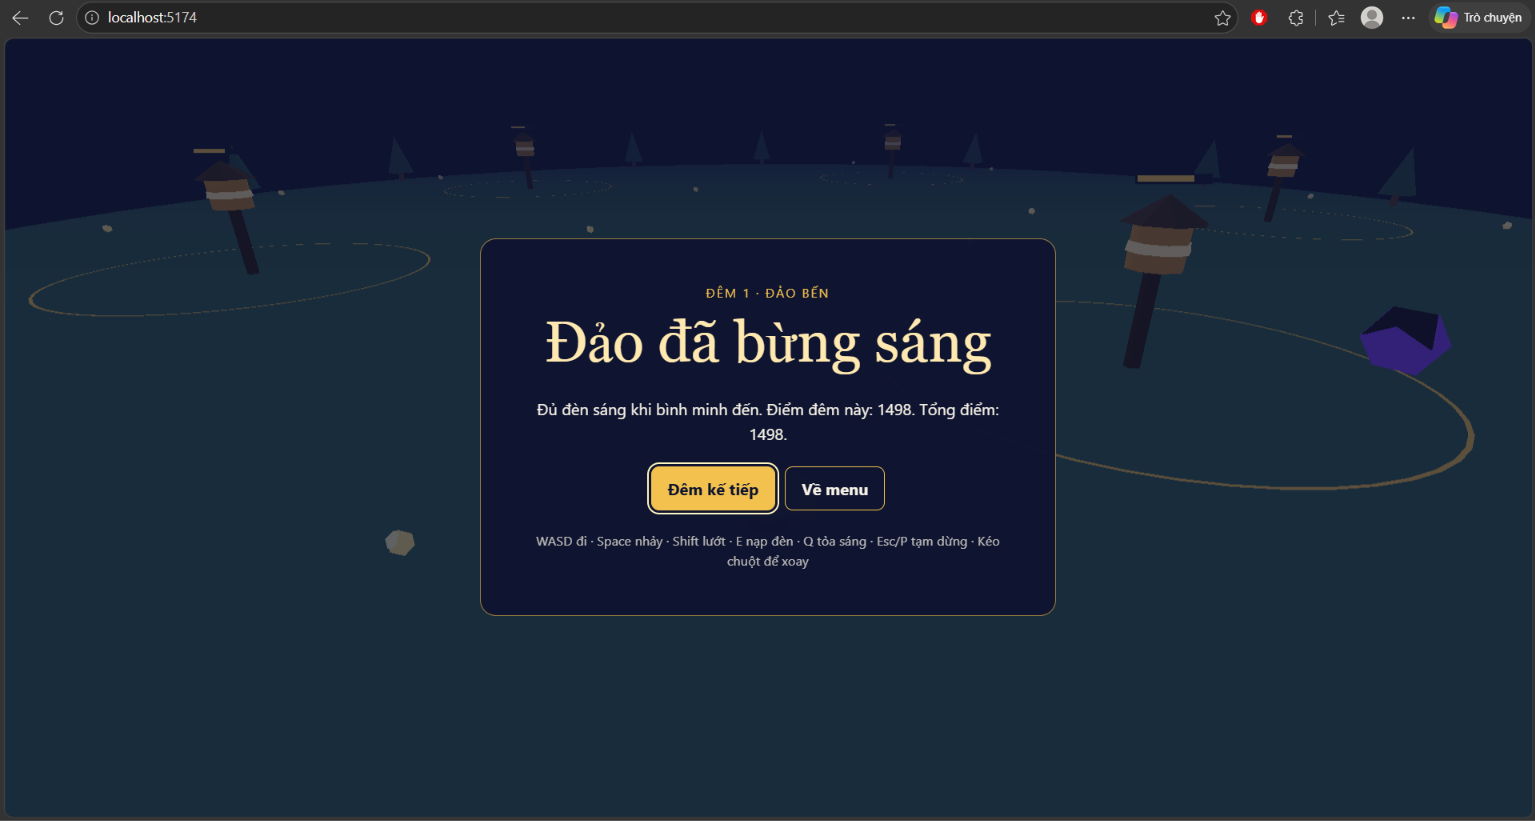 localhost:5174
Trò chuyện
ĐÊM 1 · ĐẢO BẾN
Đảo đã bừng sáng
Đủ đèn sáng khi bình minh đến. Điểm đêm này: 1498. Tổng điểm:
1498.
Đêm kế tiếp
Về menu
WASD đi · Space nhảy · Shift lướt · E nạp đèn · Q tỏa sáng · Esc/P tạm dừng · Kéo
chuột để xoay